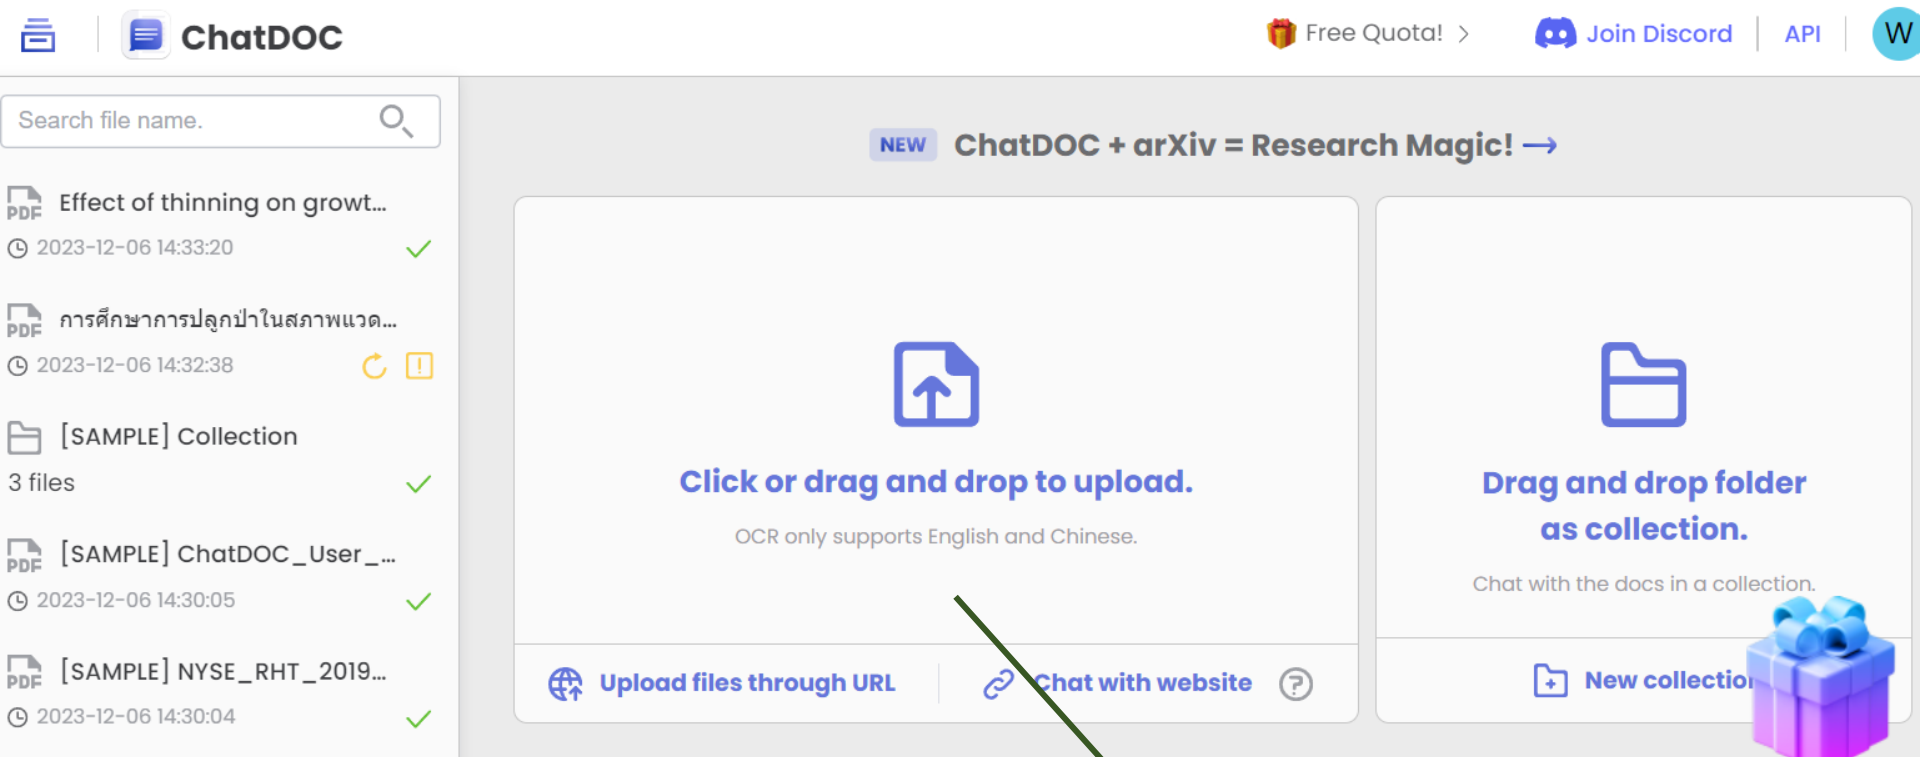 ChatDOC
Free Quota!
Join Discord
API
W
Search file name.
PDF
Effect of thinning on growt...
2023-12-06 14:33:20
PDF
การศึกษาการปลูกป่าในสภาพแวด...
2023-12-06 14:32:38
[SAMPLE] Collection
3 files
PDF
[SAMPLE] ChatDOC_User_...
2023-12-06 14:30:05
PDF
[SAMPLE] NYSE_RHT_2019...
2023-12-06 14:30:04
NEW ChatDOC + arXiv = Research Magic!
Click or drag and drop to upload.
OCR only supports English and Chinese.
Upload files through URL
Chat with website
Drag and drop folder
as collection.
Chat with the docs in a collection.
New collection